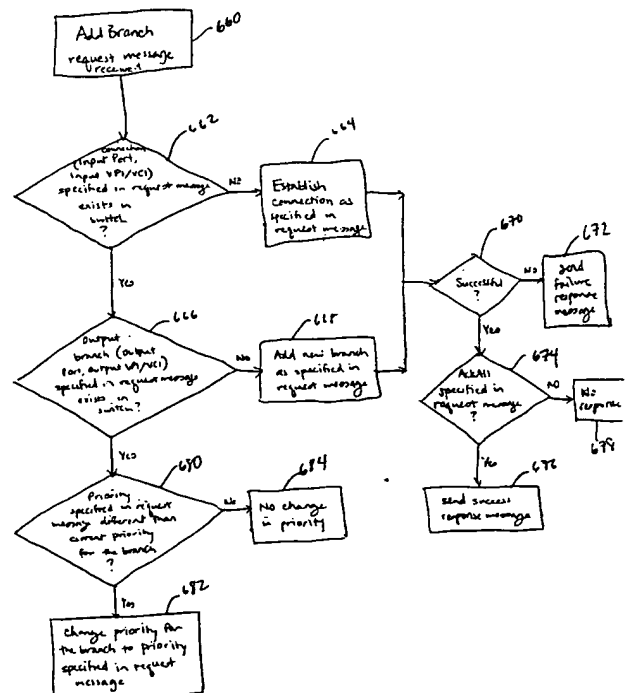 Add Branch
request message
received
660
Connection
(Input Port,
Input VPI/VCI)
specified in request message
exists in
switch
?
662
No
Establish
connection as
specified in
request message
664
Yes
Output
branch (Output
Port, output VPI/VCI)
specified in request message
exists in
switch?
666
No
Add new branch
as specified in
request message
668
Successful
?
670
No
Send
failure
response
message
672
Yes
AckAll
specified in
request message
?
674
NO
No
response
678
Yes
send success
response message
676
Yes
Priority
specified in request
message different than
current priority
for the branch
?
680
No
No change
in priority
684
Yes
Change priority for
the branch to priority
specified in request
message
682